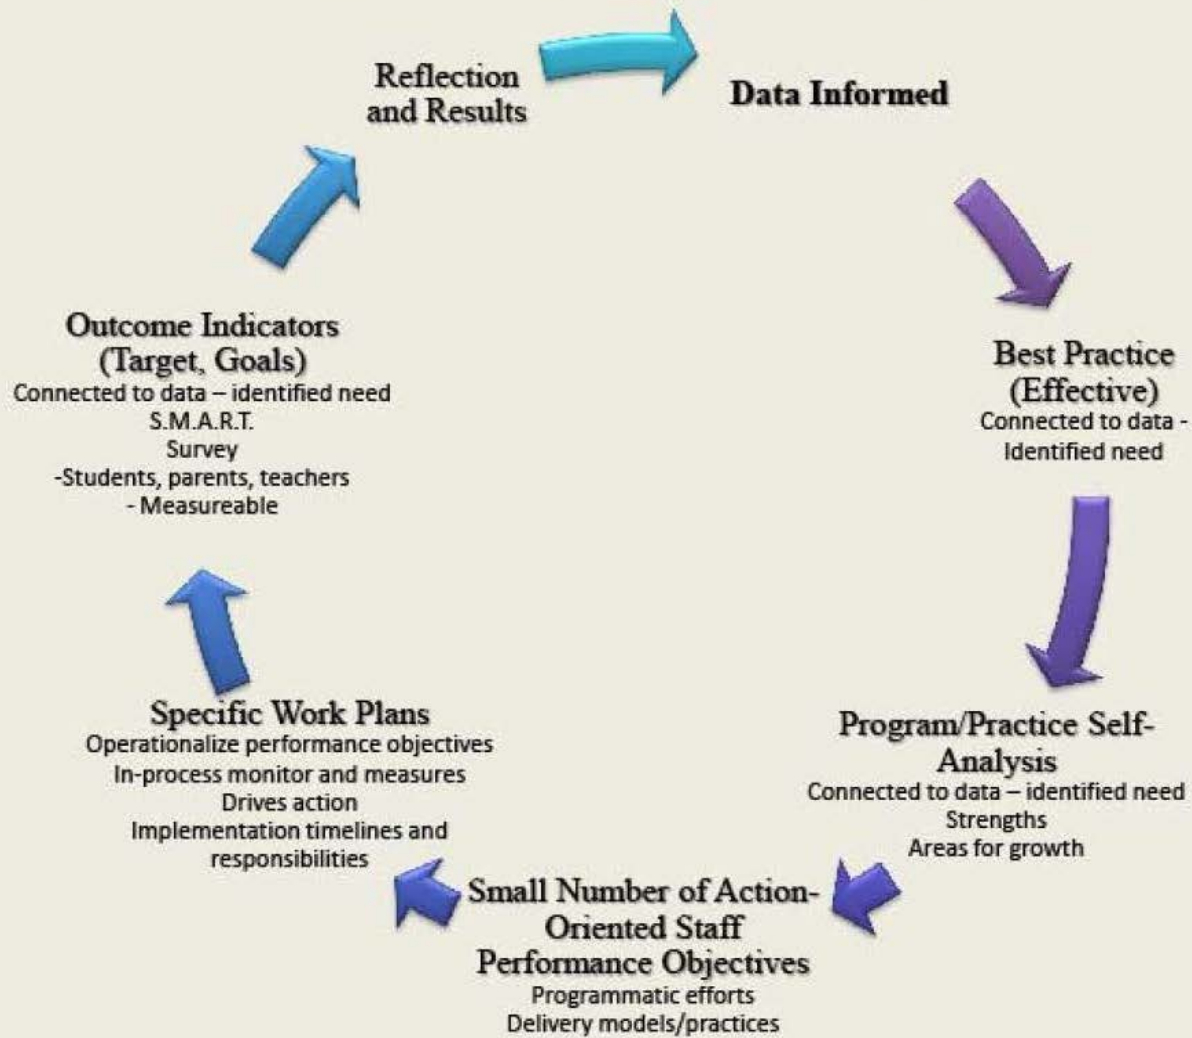 Reflection
and Results
Data Informed
Best Practice
(Effective)
Connected to data -
Identified need
Program/Practice Self-
Analysis
Connected to data – identified need
Strengths
Areas for growth
Small Number of Action-
Oriented Staff
Performance Objectives
Programmatic efforts
Delivery models/practices
Specific Work Plans
Operationalize performance objectives
In-process monitor and measures
Drives action
Implementation timelines and
responsibilities
Outcome Indicators
(Target, Goals)
Connected to data – identified need
S.M.A.R.T.
Survey
-Students, parents, teachers
- Measureable